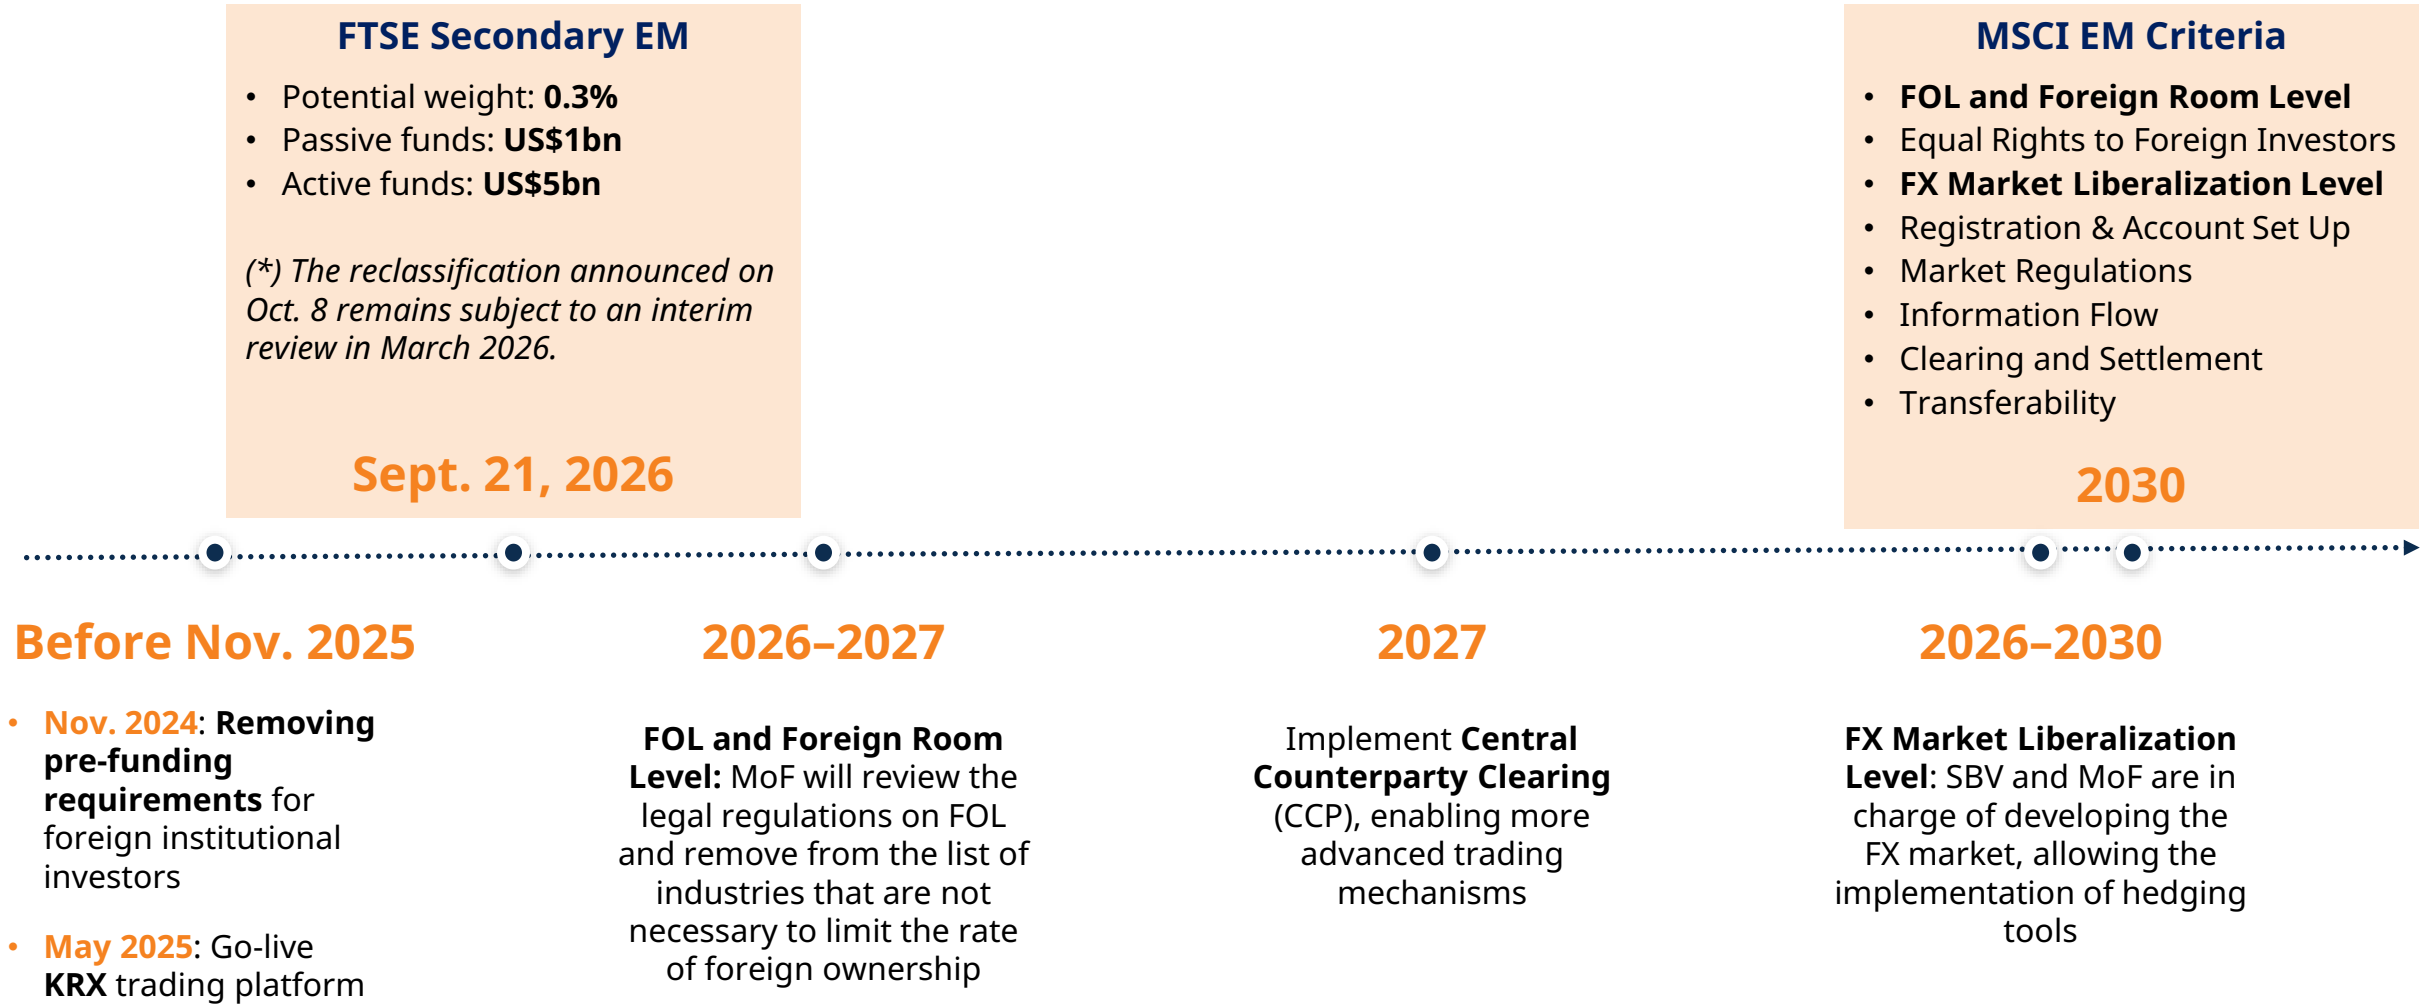 FTSE Secondary EM
• Potential weight: 0.3%
• Passive funds: US$1bn
• Active funds: US$5bn
(*) The reclassification announced on
Oct. 8 remains subject to an interim
review in March 2026.
Sept. 21, 2026
MSCI EM Criteria
• FOL and Foreign Room Level
• Equal Rights to Foreign Investors
• FX Market Liberalization Level
• Registration & Account Set Up
• Market Regulations
• Information Flow
• Clearing and Settlement
• Transferability
2030
Before Nov. 2025
• Nov. 2024: Removing
pre-funding
requirements for
foreign institutional
investors
• May 2025: Go-live
KRX trading platform
2026–2027
FOL and Foreign Room
Level: MoF will review the
legal regulations on FOL
and remove from the list of
industries that are not
necessary to limit the rate
of foreign ownership
2027
Implement Central
Counterparty Clearing
(CCP), enabling more
advanced trading
mechanisms
2026–2030
FX Market Liberalization
Level: SBV and MoF are in
charge of developing the
FX market, allowing the
implementation of hedging
tools